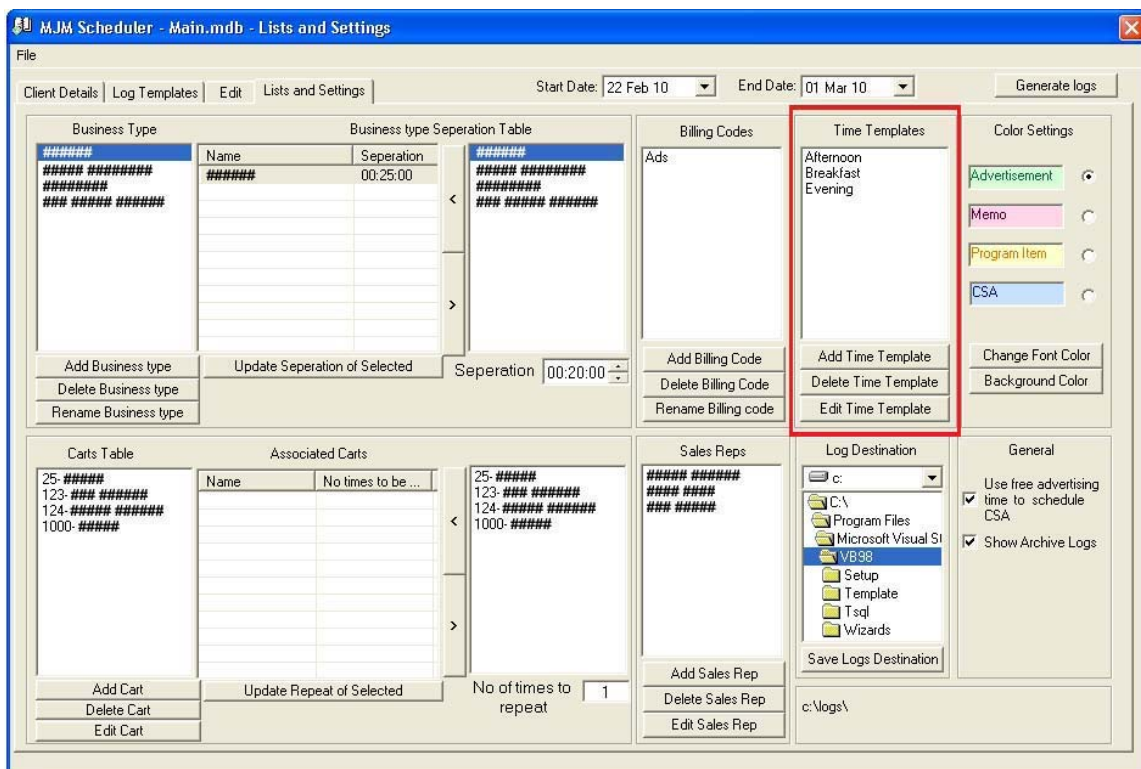 MJM Scheduler - Main.mdb - Lists and Settings
File
Client Details
Log Templates
Edit
Lists and Settings
Start Date: 22 Feb 10
End Date: 01 Mar 10
Generate logs
Business Type
######
##### ########
########
### ##### ######
Add Business type
Delete Business type
Rename Business type
Business type Seperation Table
Name Seperation
###### 00:25:00
Update Seperation of Selected
<
>
######
##### ########
########
### ##### ######
Seperation 00:20:00
Billing Codes
Ads
Add Billing Code
Delete Billing Code
Rename Billing code
Time Templates
Afternoon
Breakfast
Evening
Add Time Template
Delete Time Template
Edit Time Template
Color Settings
Advertisement
Memo
Program Item
CSA
Change Font Color
Background Color
Carts Table
25- #####
123- ### ######
124- ##### ######
1000- #####
Add Cart
Delete Cart
Edit Cart
Associated Carts
Name No times to be ...
Update Repeat of Selected
<
>
25- #####
123- ### ######
124- ##### ######
1000- #####
No of times to
repeat
1
Sales Reps
##### ######
#### ####
### #####
Add Sales Rep
Delete Sales Rep
Edit Sales Rep
Log Destination
c:
C:\
Program Files
Microsoft Visual St
VB98
Setup
Template
Tsql
Wizards
Save Logs Destination
c:\logs\
General
Use free advertising
time to schedule
CSA
Show Archive Logs